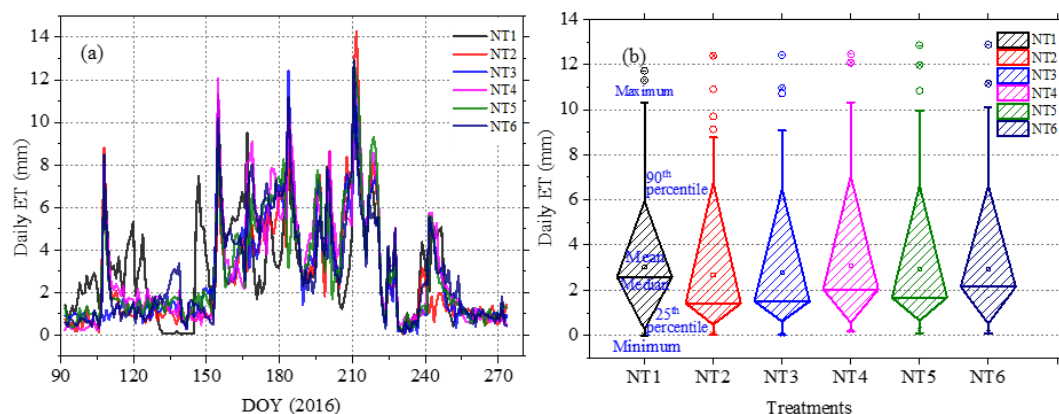 (a)
NT1
NT2
NT3
NT4
NT5
NT6
Daily ET (mm)
14
12
10
8
6
4
2
0
90
120
150
180
210
240
270
DOY (2016)
(b)
NT1
NT2
NT3
NT4
NT5
NT6
Daily ET (mm)
14
12
10
8
6
4
2
0
Maximum
90th
percentile
Mean
Median
25th
percentile
Minimum
NT1
NT2
NT3
NT4
NT5
NT6
Treatments